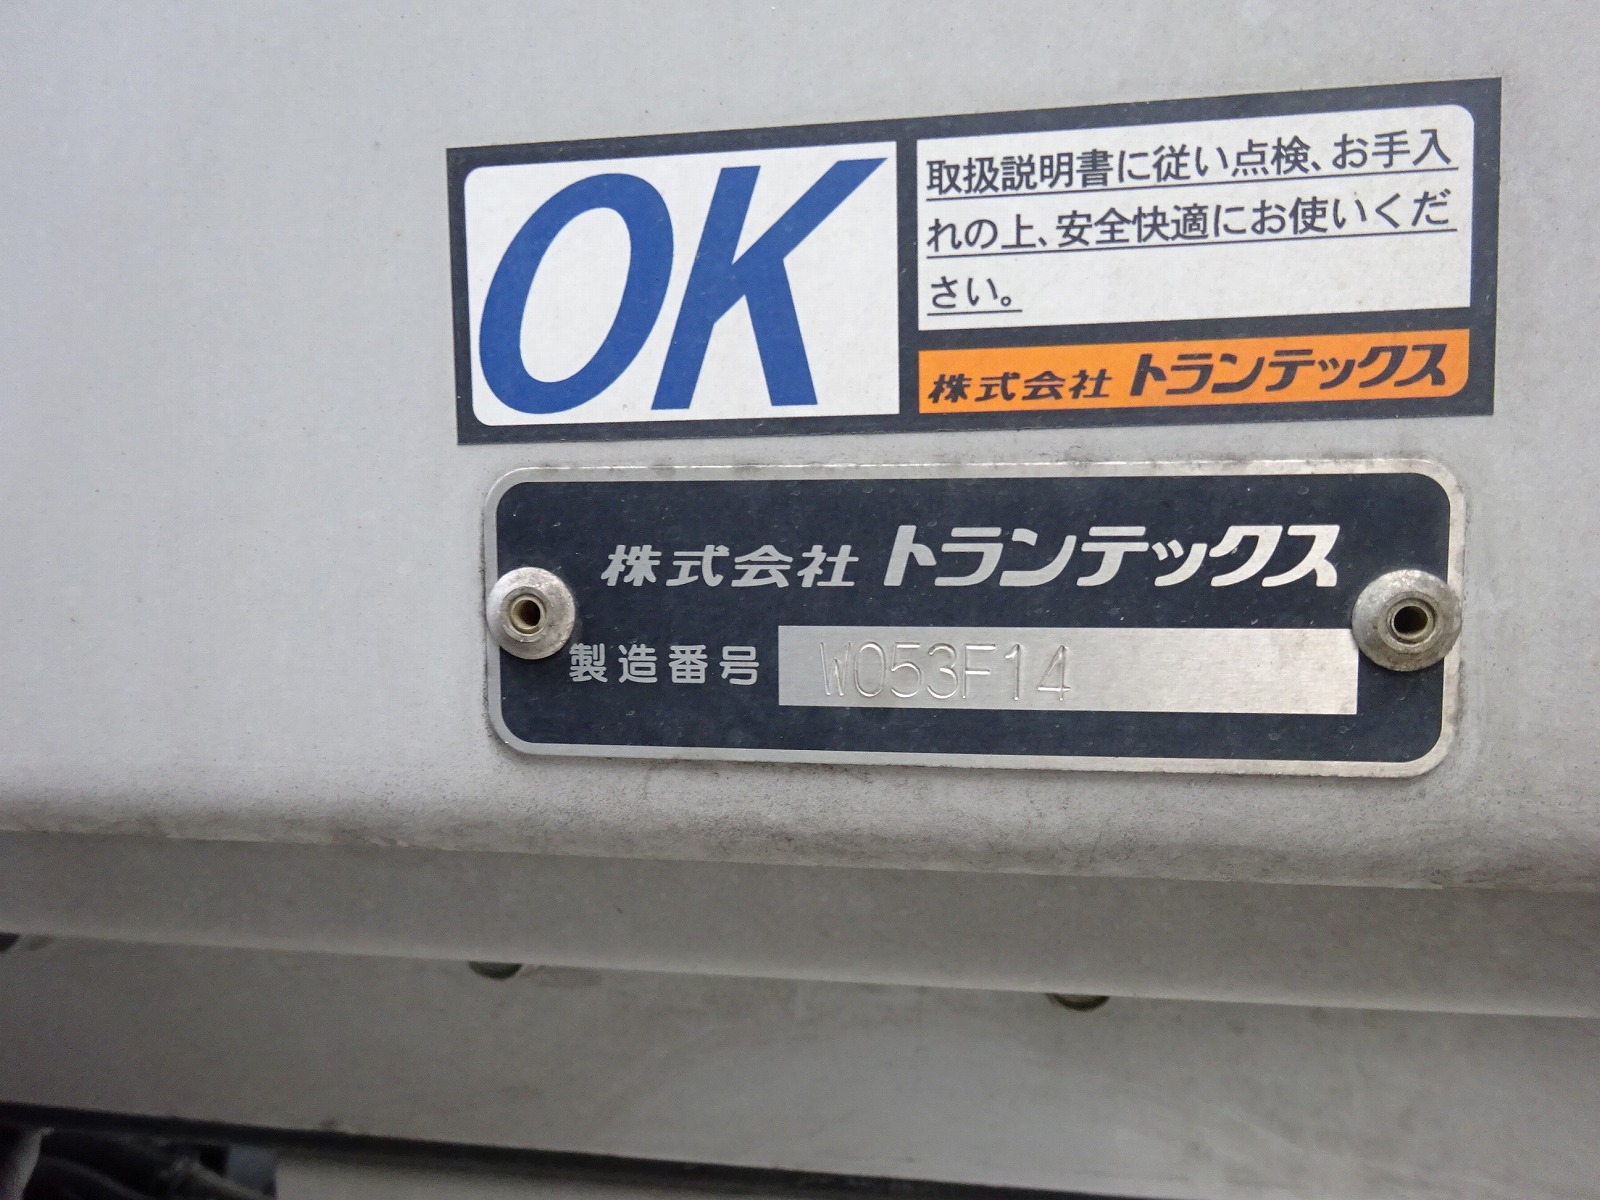 OK
取扱説明書に従い点検、お手入
れの上、安全快適にお使いくだ
さい。
株式会社 トランテックス
株式会社 トランテックス
製造番号 W053F14